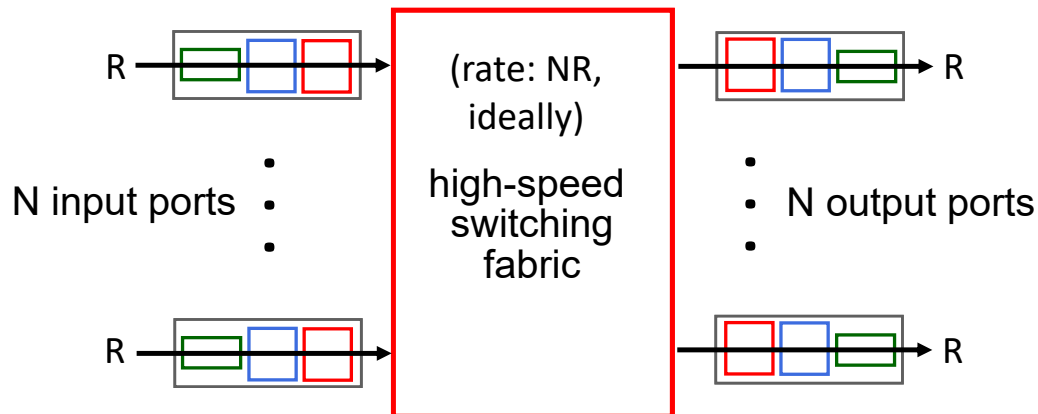 R
(rate: NR,
ideally)
R
N input ports
high-speed
switching
fabric
N output ports
R
R